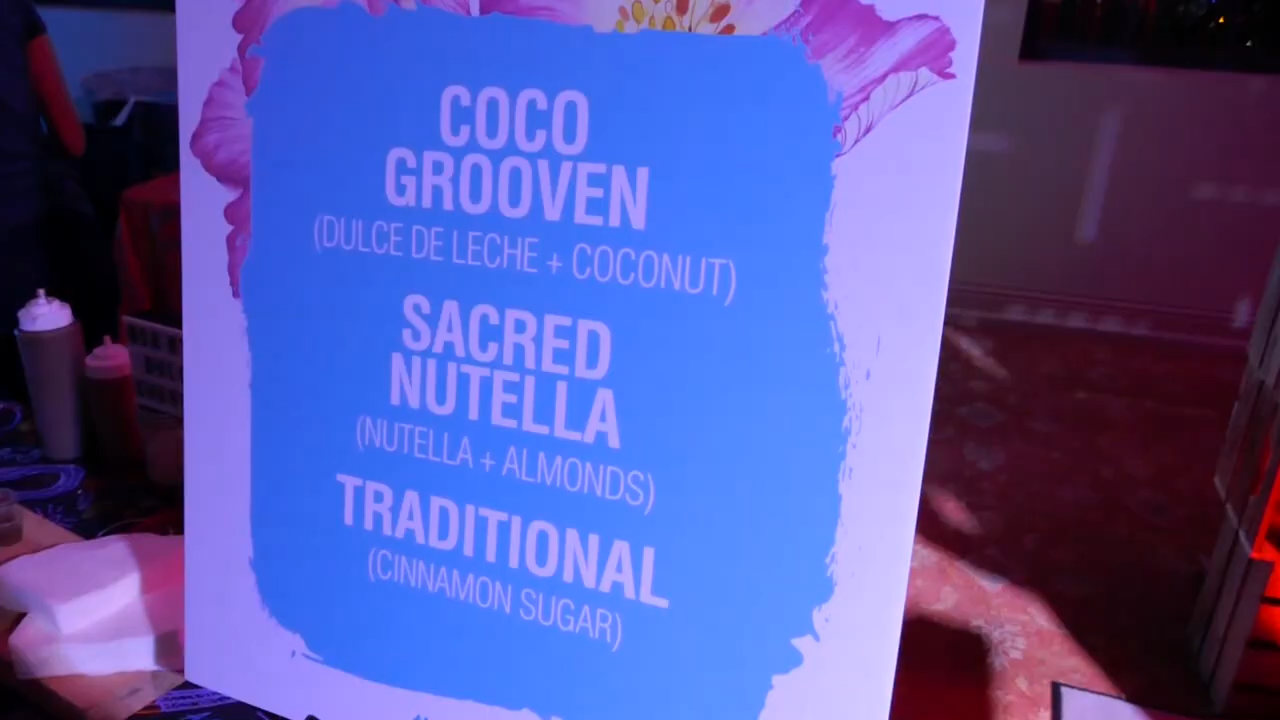 COCO
GROOVEN
(DULCE DE LECHE + COCONUT)
SACRED
NUTELLA
(NUTELLA + ALMONDS)
TRADITIONAL
(CINNAMON SUGAR)